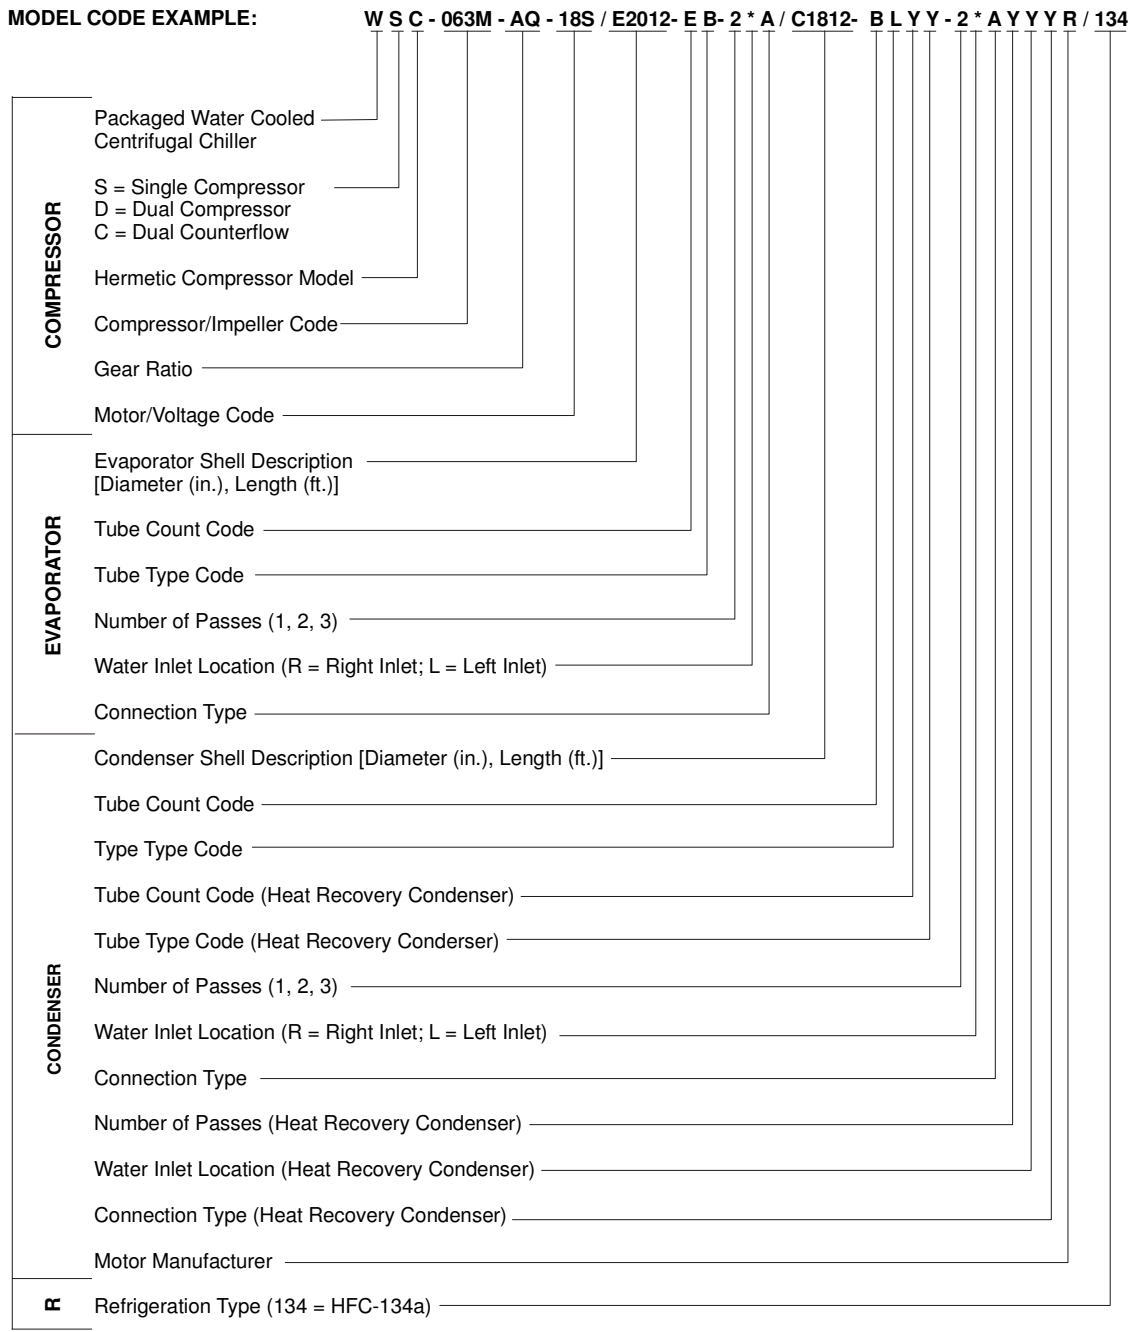 MODEL CODE EXAMPLE: W S C - 063M - AQ - 18S / E2012- E B- 2 * A / C1812- B L Y Y - 2 * A Y Y Y R / 134
COMPRESSOR
Packaged Water Cooled
Centrifugal Chiller
S = Single Compressor
D = Dual Compressor
C = Dual Counterflow
Hermetic Compressor Model
Compressor/Impeller Code
Gear Ratio
Motor/Voltage Code
EVAPORATOR
Evaporator Shell Description
[Diameter (in.), Length (ft.)]
Tube Count Code
Tube Type Code
Number of Passes (1, 2, 3)
Water Inlet Location (R = Right Inlet; L = Left Inlet)
Connection Type
CONDENSER
Condenser Shell Description [Diameter (in.), Length (ft.)]
Tube Count Code
Type Type Code
Tube Count Code (Heat Recovery Condenser)
Tube Type Code (Heat Recovery Conderser)
Number of Passes (1, 2, 3)
Water Inlet Location (R = Right Inlet; L = Left Inlet)
Connection Type
Number of Passes (Heat Recovery Condenser)
Water Inlet Location (Heat Recovery Condenser)
Connection Type (Heat Recovery Condenser)
Motor Manufacturer
R
Refrigeration Type (134 = HFC-134a)